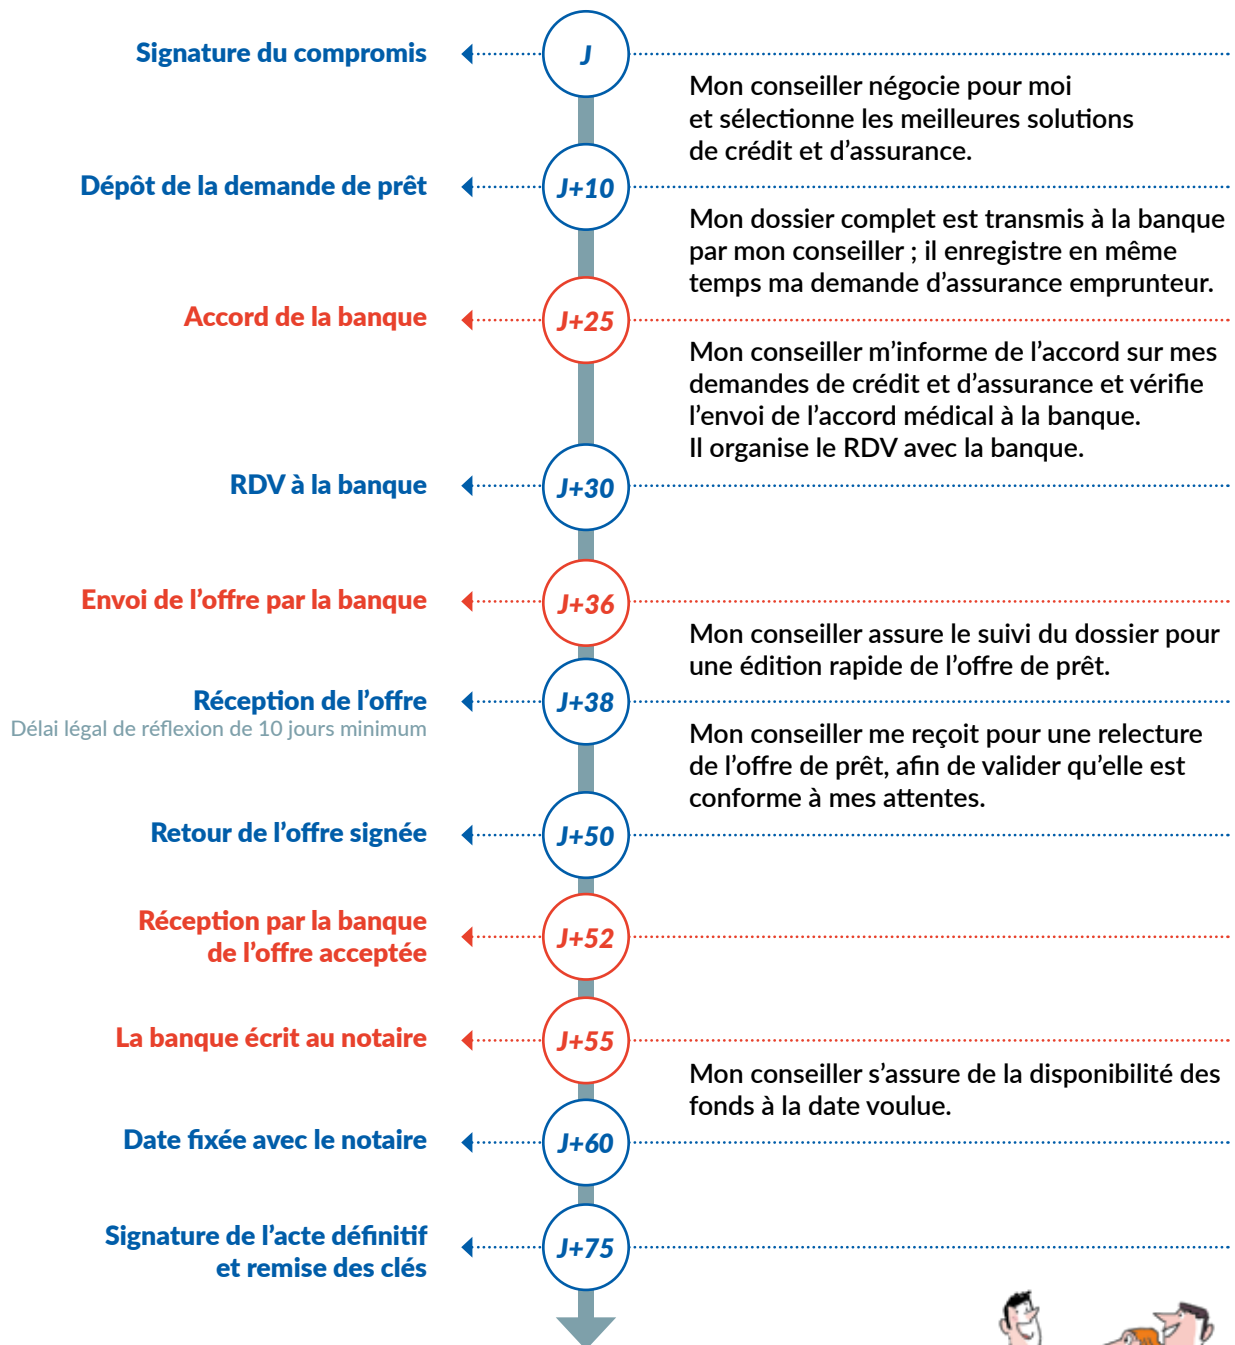 Signature du compromis
J
Mon conseiller négocie pour moi
et sélectionne les meilleures solutions
de crédit et d’assurance.
Dépôt de la demande de prêt
J+10
Mon dossier complet est transmis à la banque
par mon conseiller ; il enregistre en même
temps ma demande d’assurance emprunteur.
Accord de la banque
J+25
Mon conseiller m’informe de l’accord sur mes
demandes de crédit et d’assurance et vérifie
l’envoi de l’accord médical à la banque.
Il organise le RDV avec la banque.
RDV à la banque
J+30
Envoi de l’offre par la banque
J+36
Mon conseiller assure le suivi du dossier pour
une édition rapide de l’offre de prêt.
Réception de l’offre
Délai légal de réflexion de 10 jours minimum
J+38
Mon conseiller me reçoit pour une relecture
de l’offre de prêt, afin de valider qu’elle est
conforme à mes attentes.
Retour de l’offre signée
J+50
Réception par la banque
de l’offre acceptée
J+52
La banque écrit au notaire
J+55
Mon conseiller s’assure de la disponibilité des
fonds à la date voulue.
Date fixée avec le notaire
J+60
Signature de l’acte définitif
et remise des clés
J+75